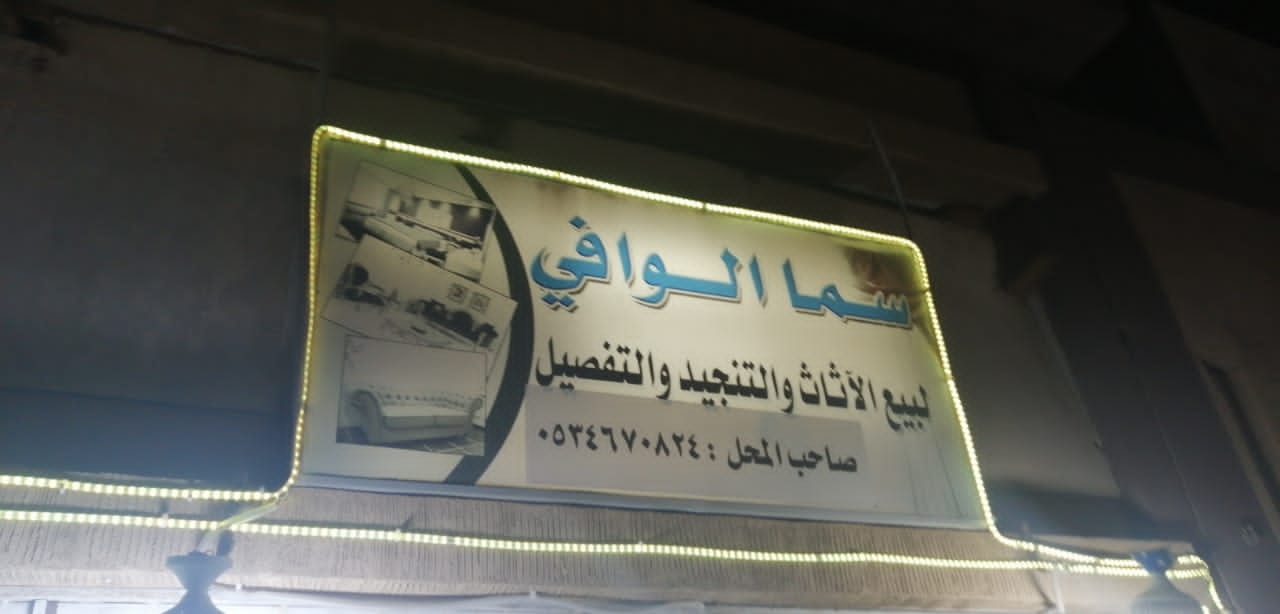 سما الوافي
لبيع الآثاث والتنجيد والتفصيل
صاحب المحل : ٠٥٣٤٦٧٠٨٢٤